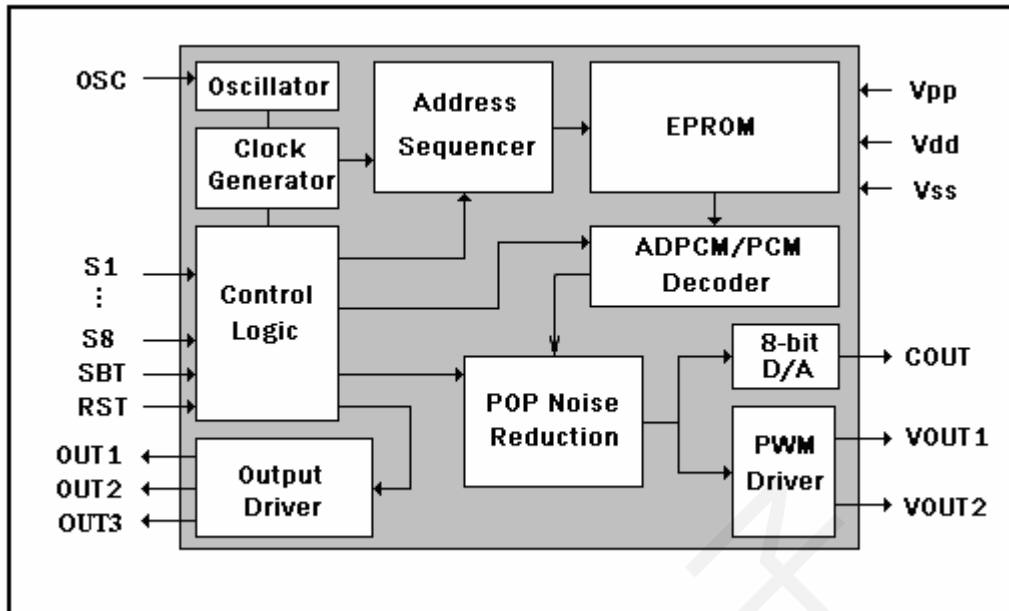 OSC
Oscillator
Clock
Generator
Address
Sequencer
EPROM
Vpp
Vdd
Vss
S1
⋮
S8
SBT
RST
Control
Logic
ADPCM/PCM
Decoder
POP Noise
Reduction
8-bit
D/A
COUT
PWM
Driver
VOUT1
VOUT2
OUT1
OUT2
OUT3
Output
Driver